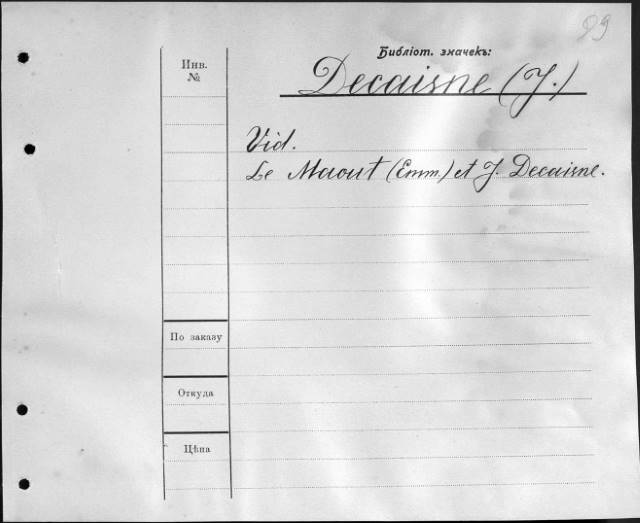 99
Библіот. значекъ:
Инв.
№
Decaisne (J.)
Vid.
Le Maout (Emm.) et J. Decaisne.
По заказу
Откуда
Цѣна